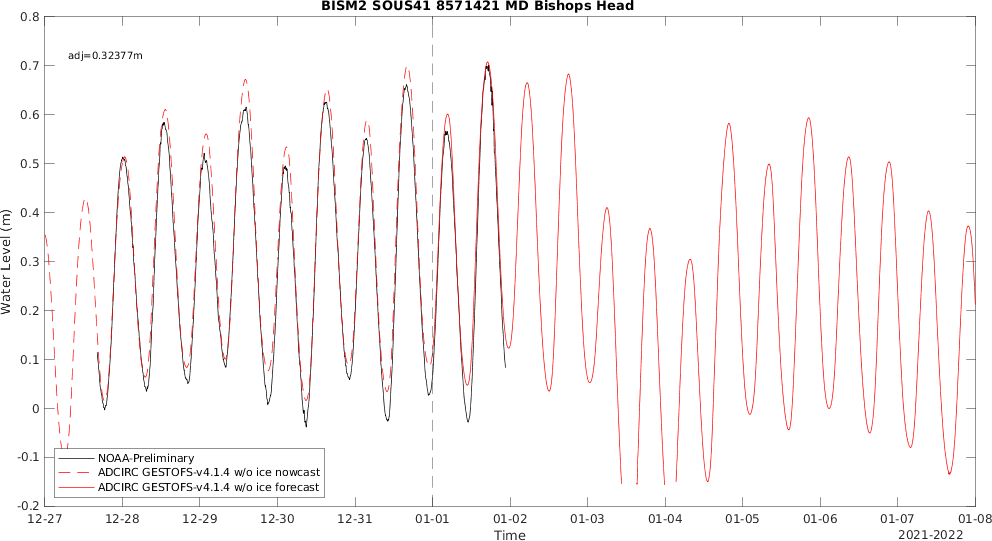 BISM2 SOUS41 8571421 MD Bishops Head
adj=0.32377m
Water Level (m)
0.8
0.7
0.6
0.5
0.4
0.3
0.2
0.1
0
-0.1
-0.2
NOAA-Preliminary
ADCIRC GESTOFS-v4.1.4 w/o ice nowcast
ADCIRC GESTOFS-v4.1.4 w/o ice forecast
12-27 12-28 12-29 12-30 12-31 01-01 01-02 01-03 01-04 01-05 01-06 01-07 01-08
Time
2021-2022